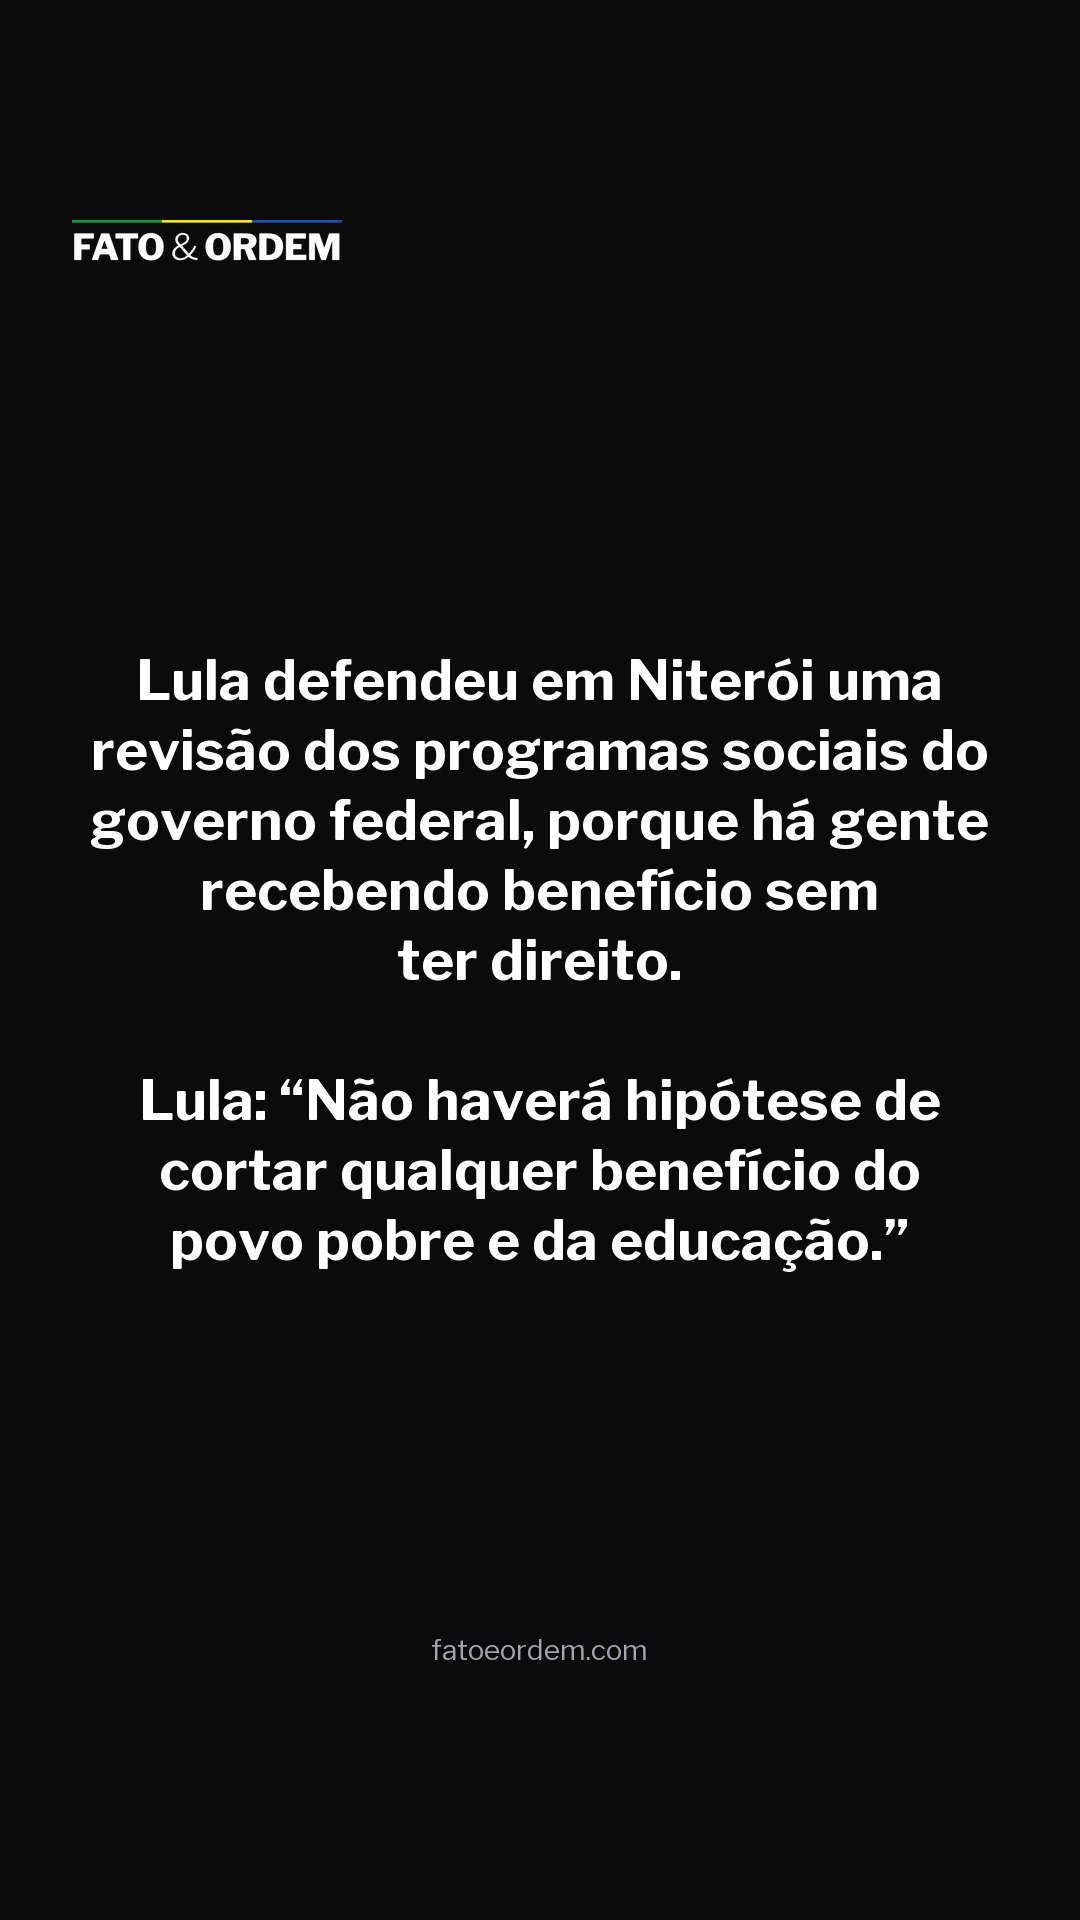 FATO & ORDEM
Lula defendeu em Niterói uma
revisão dos programas sociais do
governo federal, porque há gente
recebendo benefício sem
ter direito.
Lula: “Não haverá hipótese de
cortar qualquer benefício do
povo pobre e da educação.”
fatoeordem.com